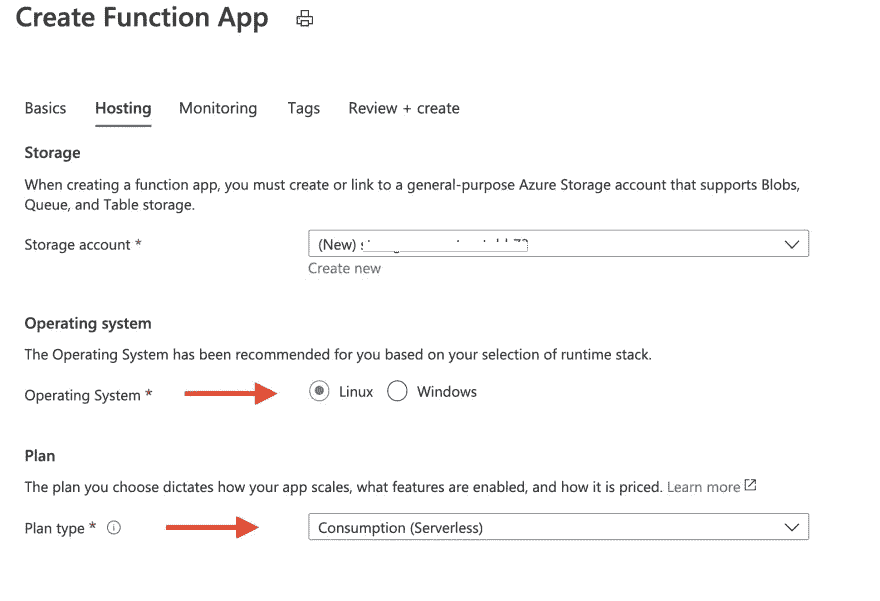 Create Function App
Basics Hosting Monitoring Tags Review + create
Storage
When creating a function app, you must create or link to a general-purpose Azure Storage account that supports Blobs,
Queue, and Table storage.
Storage account * (New)
Create new
Operating system
The Operating System has been recommended for you based on your selection of runtime stack.
Operating System * Linux Windows
Plan
The plan you choose dictates how your app scales, what features are enabled, and how it is priced. Learn more
Plan type * Consumption (Serverless)